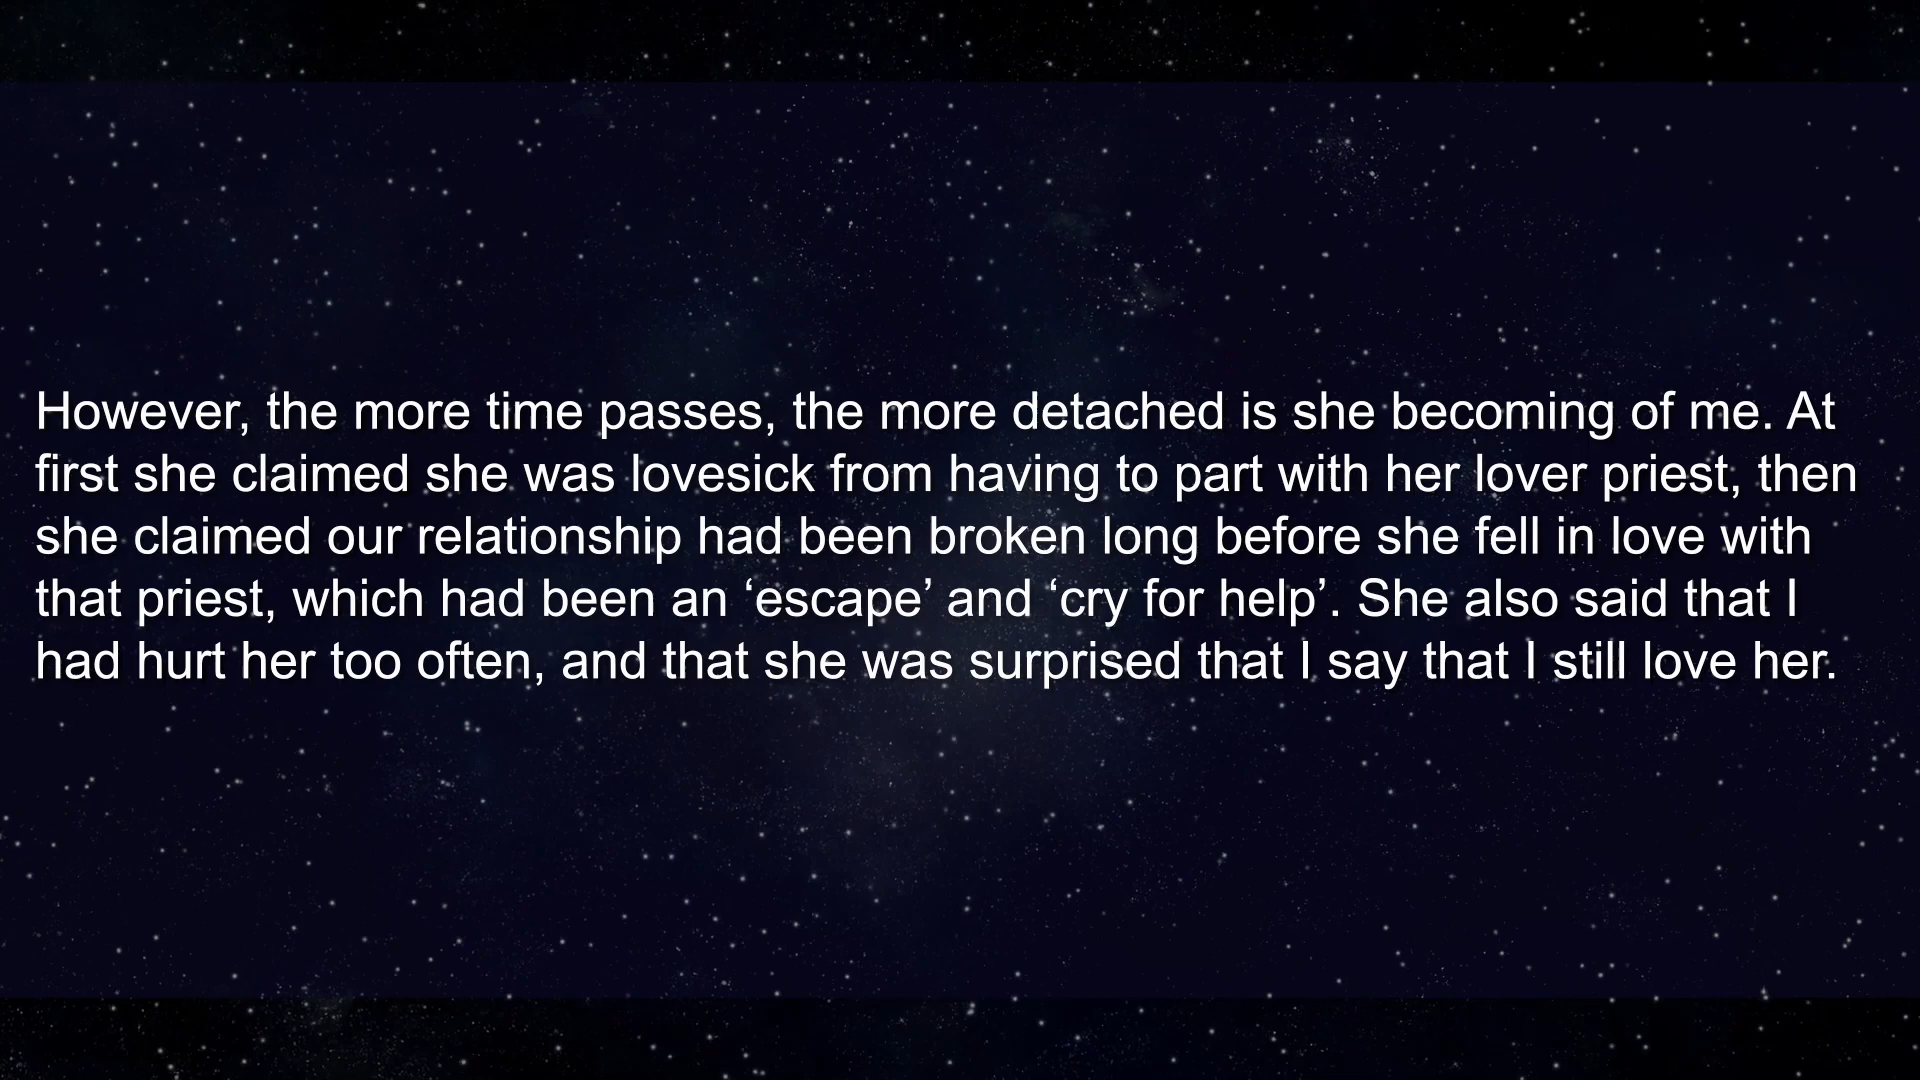 However, the more time passes, the more detached is she becoming of me. At
first she claimed she was lovesick from having to part with her lover priest, then
she claimed our relationship had been broken long before she fell in love with
that priest, which had been an ‘escape’ and ‘cry for help’. She also said that I
had hurt her too often, and that she was surprised that I say that I still love her.